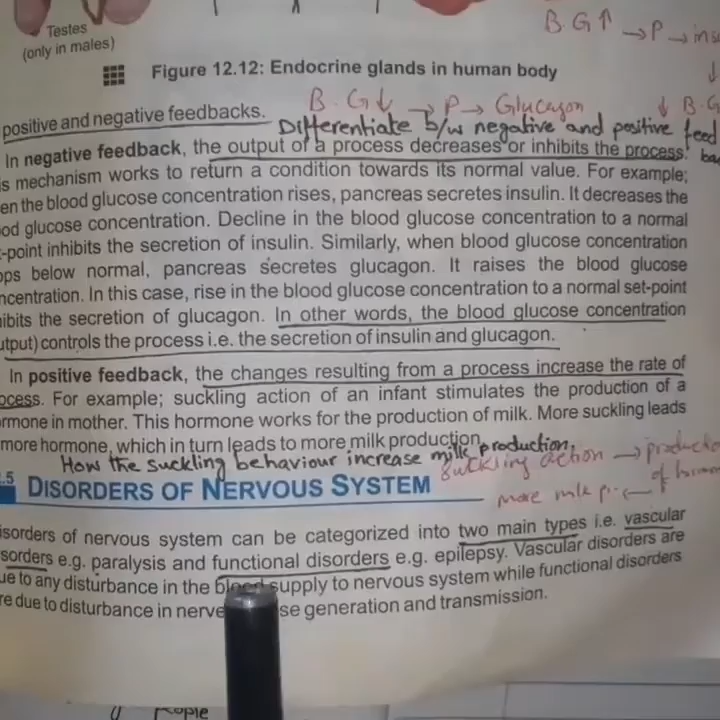 Testes
(only in males)
B.G↑ → P → ins
↓
Figure 12.12: Endocrine glands in human body
B.G↓ → P → Glucagon
↓ B.G
positive and negative feedbacks.
Differentiate b/w negative and positive feed
bac
In negative feedback, the output of a process decreases or inhibits the process.
s mechanism works to return a condition towards its normal value. For example;
en the blood glucose concentration rises, pancreas secretes insulin. It decreases the
od glucose concentration. Decline in the blood glucose concentration to a normal
-point inhibits the secretion of insulin. Similarly, when blood glucose concentration
ops below normal, pancreas secretes glucagon. It raises the blood glucose
ncentration. In this case, rise in the blood glucose concentration to a normal set-point
ibits the secretion of glucagon. In other words, the blood glucose concentration
utput) controls the process i.e. the secretion of insulin and glucagon.
In positive feedback, the changes resulting from a process increase the rate of
ocess. For example; suckling action of an infant stimulates the production of a
rmone in mother. This hormone works for the production of milk. More suckling leads
more hormone, which in turn leads to more milk production.
How the suckling behaviour increase milk production,
Suckling action → producti
of hormo
more milk p
.5 DISORDERS OF NERVOUS SYSTEM
isorders of nervous system can be categorized into two main types i.e. vascular
sorders e.g. paralysis and functional disorders e.g. epilepsy. Vascular disorders are
ue to any disturbance in the blood supply to nervous system while functional disorders
re due to disturbance in nerve se generation and transmission.
people